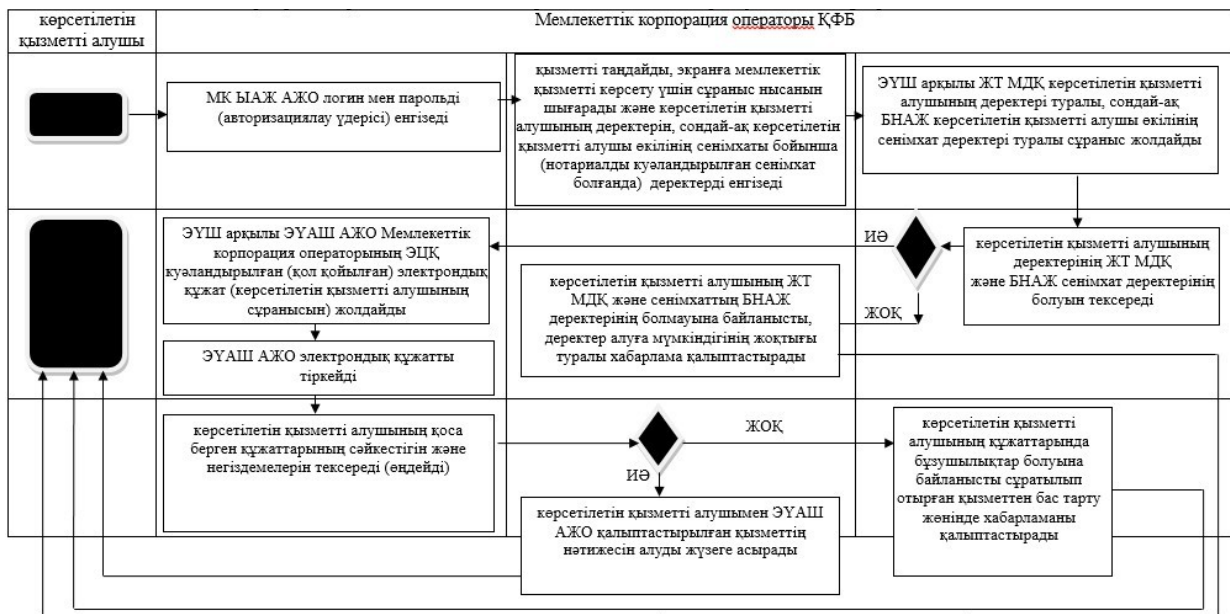 көрсетілетін
қызметті алушы
Мемлекеттік корпорация операторы ҚФБ
МК ЫАЖ АЖО логин мен парольді
(авторизациялау үдерісі) енгізеді
қызметті таңдайды, экранға мемлекеттік
қызметті көрсету үшін сұраныс нысанын
шығарады және көрсетілетін қызметті
алушының деректерін, сондай-ақ көрсетілетін
қызметті алушы өкілінің сенімхаты бойынша
(нотариалды куәландырылған сенімхат
болғанда) деректерді енгізеді
ЭҮШ арқылы ЖТ МДҚ көрсетілетін қызметті
алушының деректері туралы, сондай-ақ
БНАЖ көрсетілетін қызметті алушы өкілінің
сенімхат деректері туралы сұраныс жолдайды
ЭҮШ арқылы ЭҮАШ АЖО Мемлекеттік
корпорация операторының ЭЦҚ
куәландырылған (қол қойылған) электрондық
құжат (көрсетілетін қызметті алушының
сұранысын) жолдайды
ИӘ
көрсетілетін қызметті алушының
деректерінің ЖТ МДҚ
және БНАЖ сенімхат деректерінің
болуын тексереді
көрсетілетін қызметті алушының ЖТ
МДҚ және сенімхаттың БНАЖ
деректерінің болмауына байланысты,
деректер алуға мүмкіндігінің жоқтығы
туралы хабарлама қалыптастырады
ЖОҚ
ЭҮАШ АЖО электрондық құжатты
тіркейді
көрсетілетін қызметті алушының қоса
берген құжаттарының сәйкестігін және
негіздемелерін тексереді (өңдейді)
ЖОҚ
ИӘ
көрсетілетін қызметті
алушының құжаттарында
бұзушылықтар болуына
байланысты сұратылып
отырған қызметтен бас тарту
жөнінде хабарламаны
қалыптастырады
көрсетілетін қызметті алушымен ЭҮАШ
АЖО қалыптастырылған қызметтің
нәтижесін алуды жүзеге асырады